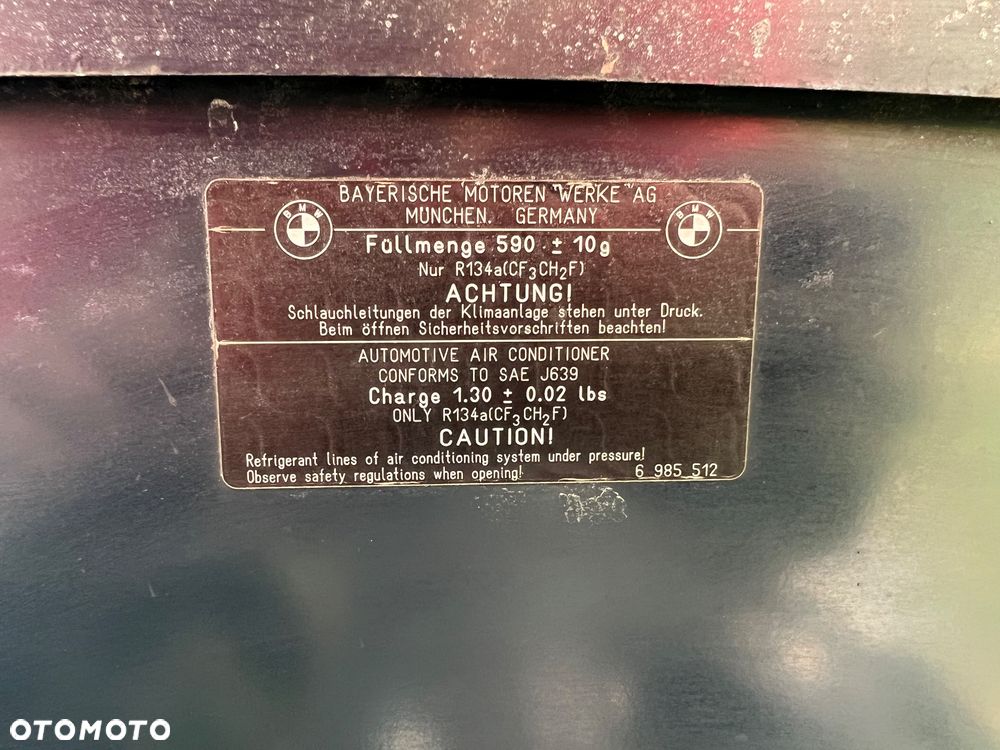 BAYERISCHE MOTOREN WERKE AG
MÜNCHEN. GERMANY
BMW
BMW
Füllmenge 590 ± 10g
Nur R134a(CF₃CH₂F)
ACHTUNG!
Schlauchleitungen der Klimaanlage stehen unter Druck.
Beim öffnen Sicherheitsvorschriften beachten!
AUTOMOTIVE AIR CONDITIONER
CONFORMS TO SAE J639
Charge 1.30 ± 0.02 lbs
ONLY R134a(CF₃CH₂F)
CAUTION!
Refrigerant lines of air conditioning system under pressure!
Observe safety regulations when opening!
6 985 512
OTOMOTO